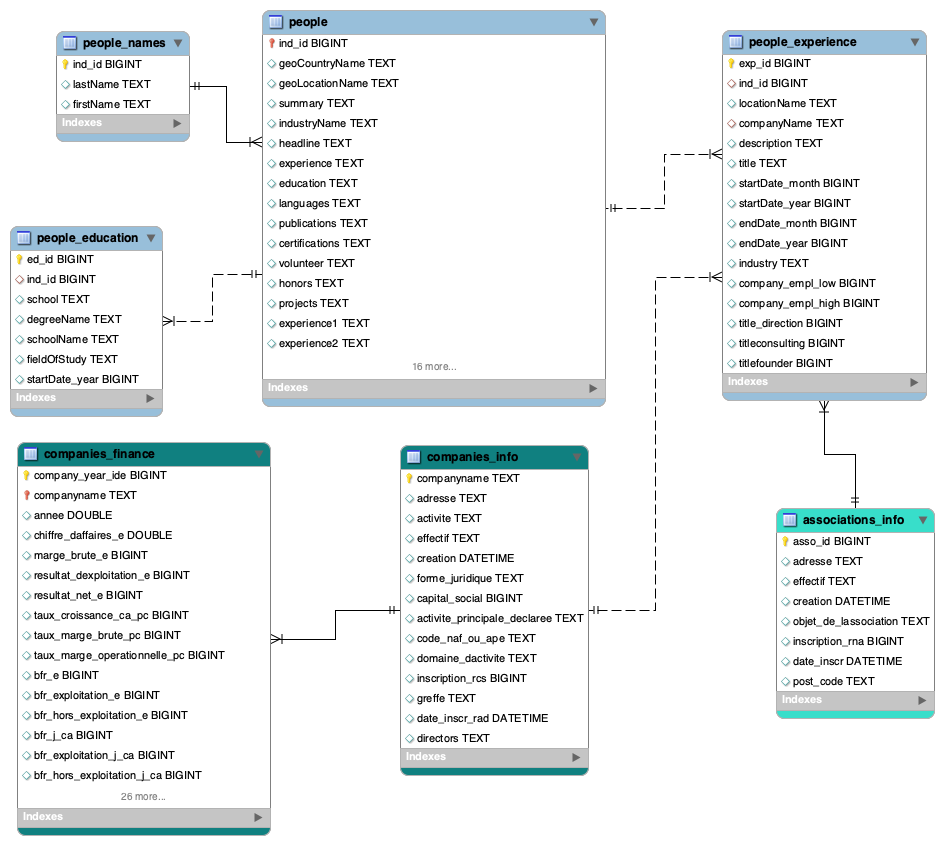 people_names
ind_id BIGINT
lastName TEXT
firstName TEXT
Indexes
people
ind_id BIGINT
geoCountryName TEXT
geoLocationName TEXT
summary TEXT
industryName TEXT
headline TEXT
experience TEXT
education TEXT
languages TEXT
publications TEXT
certifications TEXT
volunteer TEXT
honors TEXT
projects TEXT
experience1 TEXT
experience2 TEXT
16 more...
Indexes
people_experience
exp_id BIGINT
ind_id BIGINT
locationName TEXT
companyName TEXT
description TEXT
title TEXT
startDate_month BIGINT
startDate_year BIGINT
endDate_month BIGINT
endDate_year BIGINT
industry TEXT
company_empl_low BIGINT
company_empl_high BIGINT
title_direction BIGINT
titleconsulting BIGINT
titlefounder BIGINT
Indexes
people_education
ed_id BIGINT
ind_id BIGINT
school TEXT
degreeName TEXT
schoolName TEXT
fieldOfStudy TEXT
startDate_year BIGINT
Indexes
companies_finance
company_year_ide BIGINT
companyname TEXT
annee DOUBLE
chiffre_daffaires_e DOUBLE
marge_brute_e BIGINT
resultat_dexploitation_e BIGINT
resultat_net_e BIGINT
taux_croissance_ca_pc BIGINT
taux_marge_brute_pc BIGINT
taux_marge_operationnelle_pc BIGINT
bfr_e BIGINT
bfr_exploitation_e BIGINT
bfr_hors_exploitation_e BIGINT
bfr_j_ca BIGINT
bfr_exploitation_j_ca BIGINT
bfr_hors_exploitation_j_ca BIGINT
26 more...
Indexes
companies_info
companyname TEXT
adresse TEXT
activite TEXT
effectif TEXT
creation DATETIME
forme_juridique TEXT
capital_social BIGINT
activite_principale_declaree TEXT
code_naf_ou_ape TEXT
domaine_dactivite TEXT
inscription_rcs BIGINT
greffe TEXT
date_inscr_rad DATETIME
directors TEXT
Indexes
associations_info
asso_id BIGINT
adresse TEXT
effectif TEXT
creation DATETIME
objet_de_lassociation TEXT
inscription_rna BIGINT
date_inscr DATETIME
post_code TEXT
Indexes